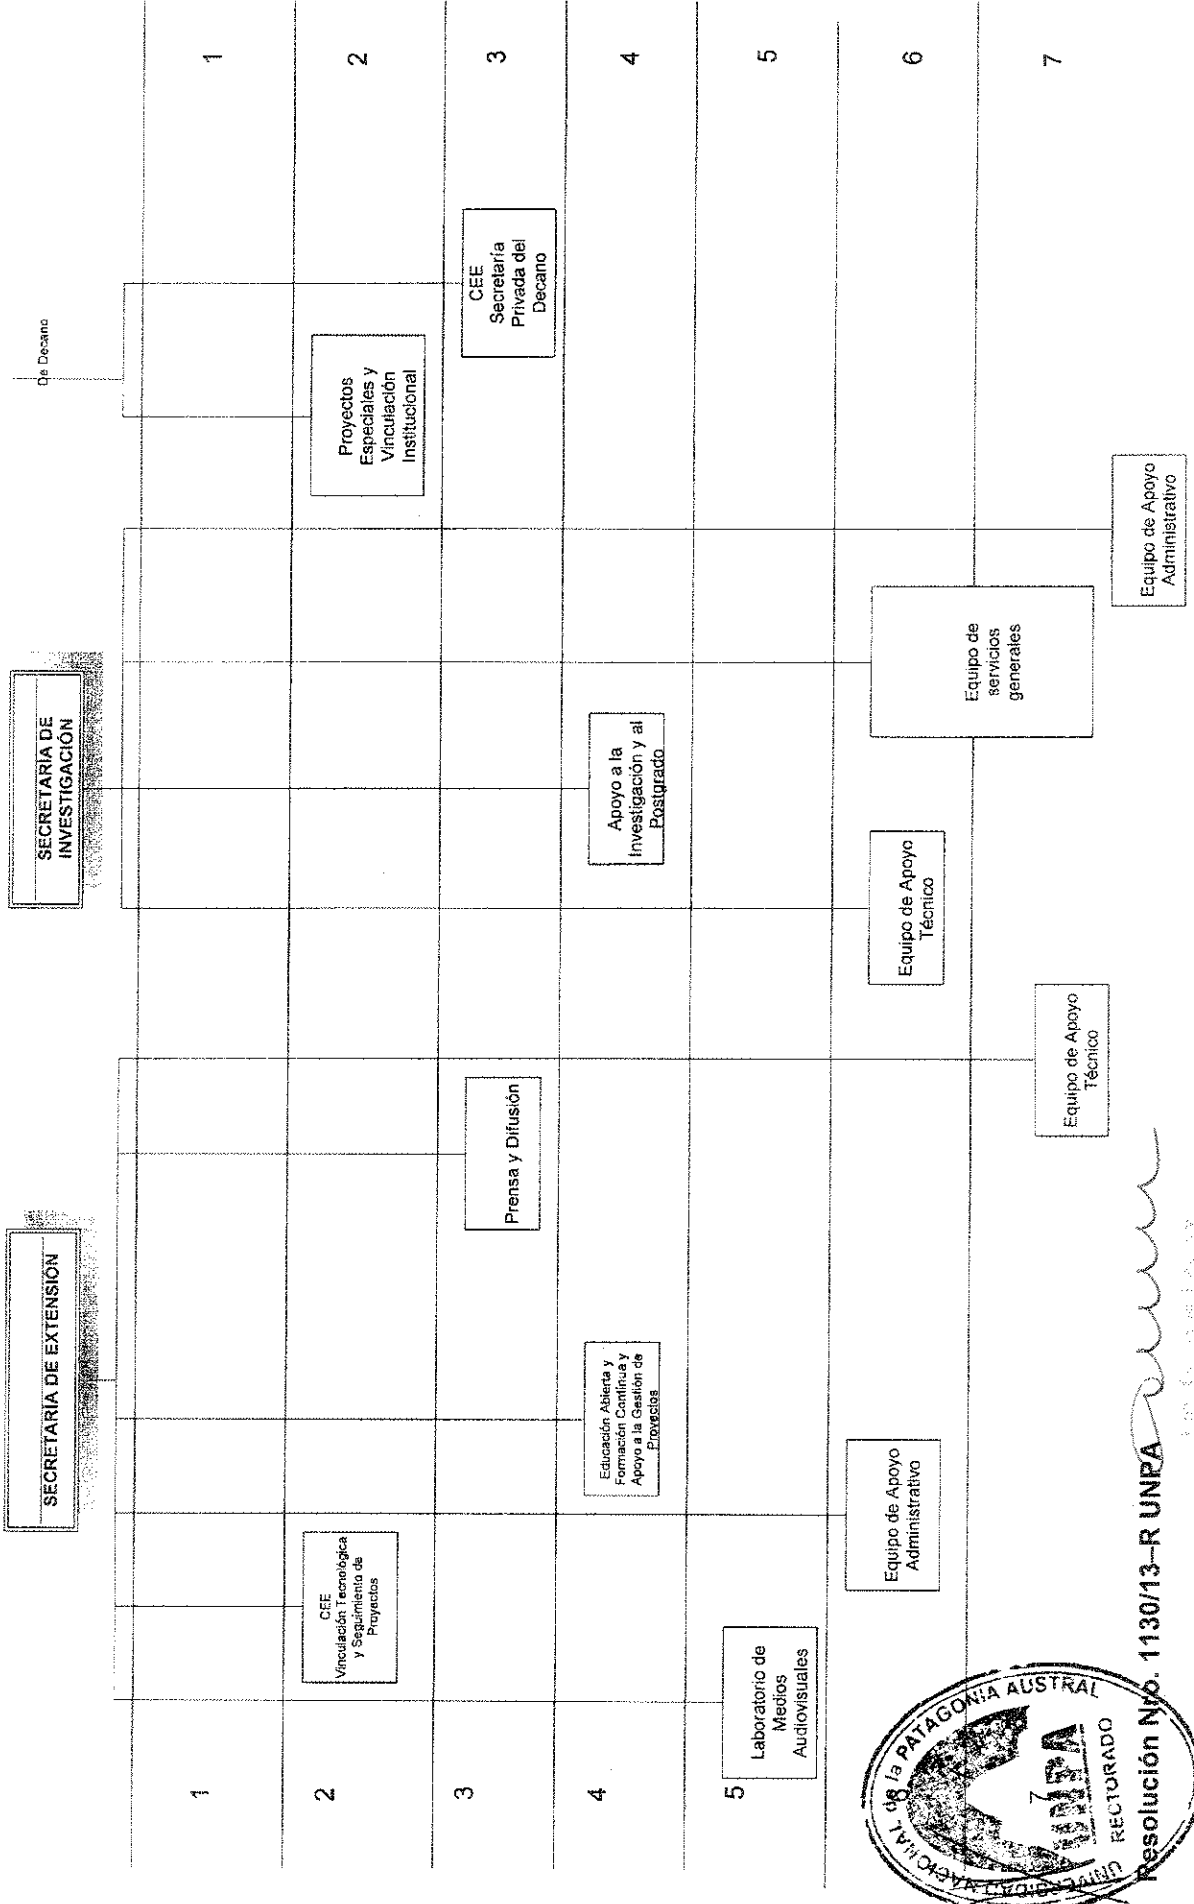 De Decano
SECRETARÍA DE EXTENSIÓN
SECRETARÍA DE
INVESTIGACIÓN
1
1
2
CEE
Vinculación Tecnológica
y Seguimiento de
Proyectos
Proyectos
Especiales y
Vinculación
Institucional
2
3
Prensa y Difusión
CEE
Secretaría
Privada del
Decano
3
4
Educación Abierta y
Formación Continua y
Apoyo a la Gestión de
Proyectos
Apoyo a la
Investigación y al
Postgrado
4
5
Laboratorio de
Medios
Audiovisuales
5
Equipo de Apoyo
Administrativo
Equipo de Apoyo
Técnico
Equipo de
servicios
generales
6
7
Equipo de Apoyo
Técnico
Equipo de Apoyo
Administrativo
7
UNIVERSIDAD NACIONAL de la PATAGONIA AUSTRAL
UNPA
RECTORADO
Resolución Nro. 1130/13–R UNPA